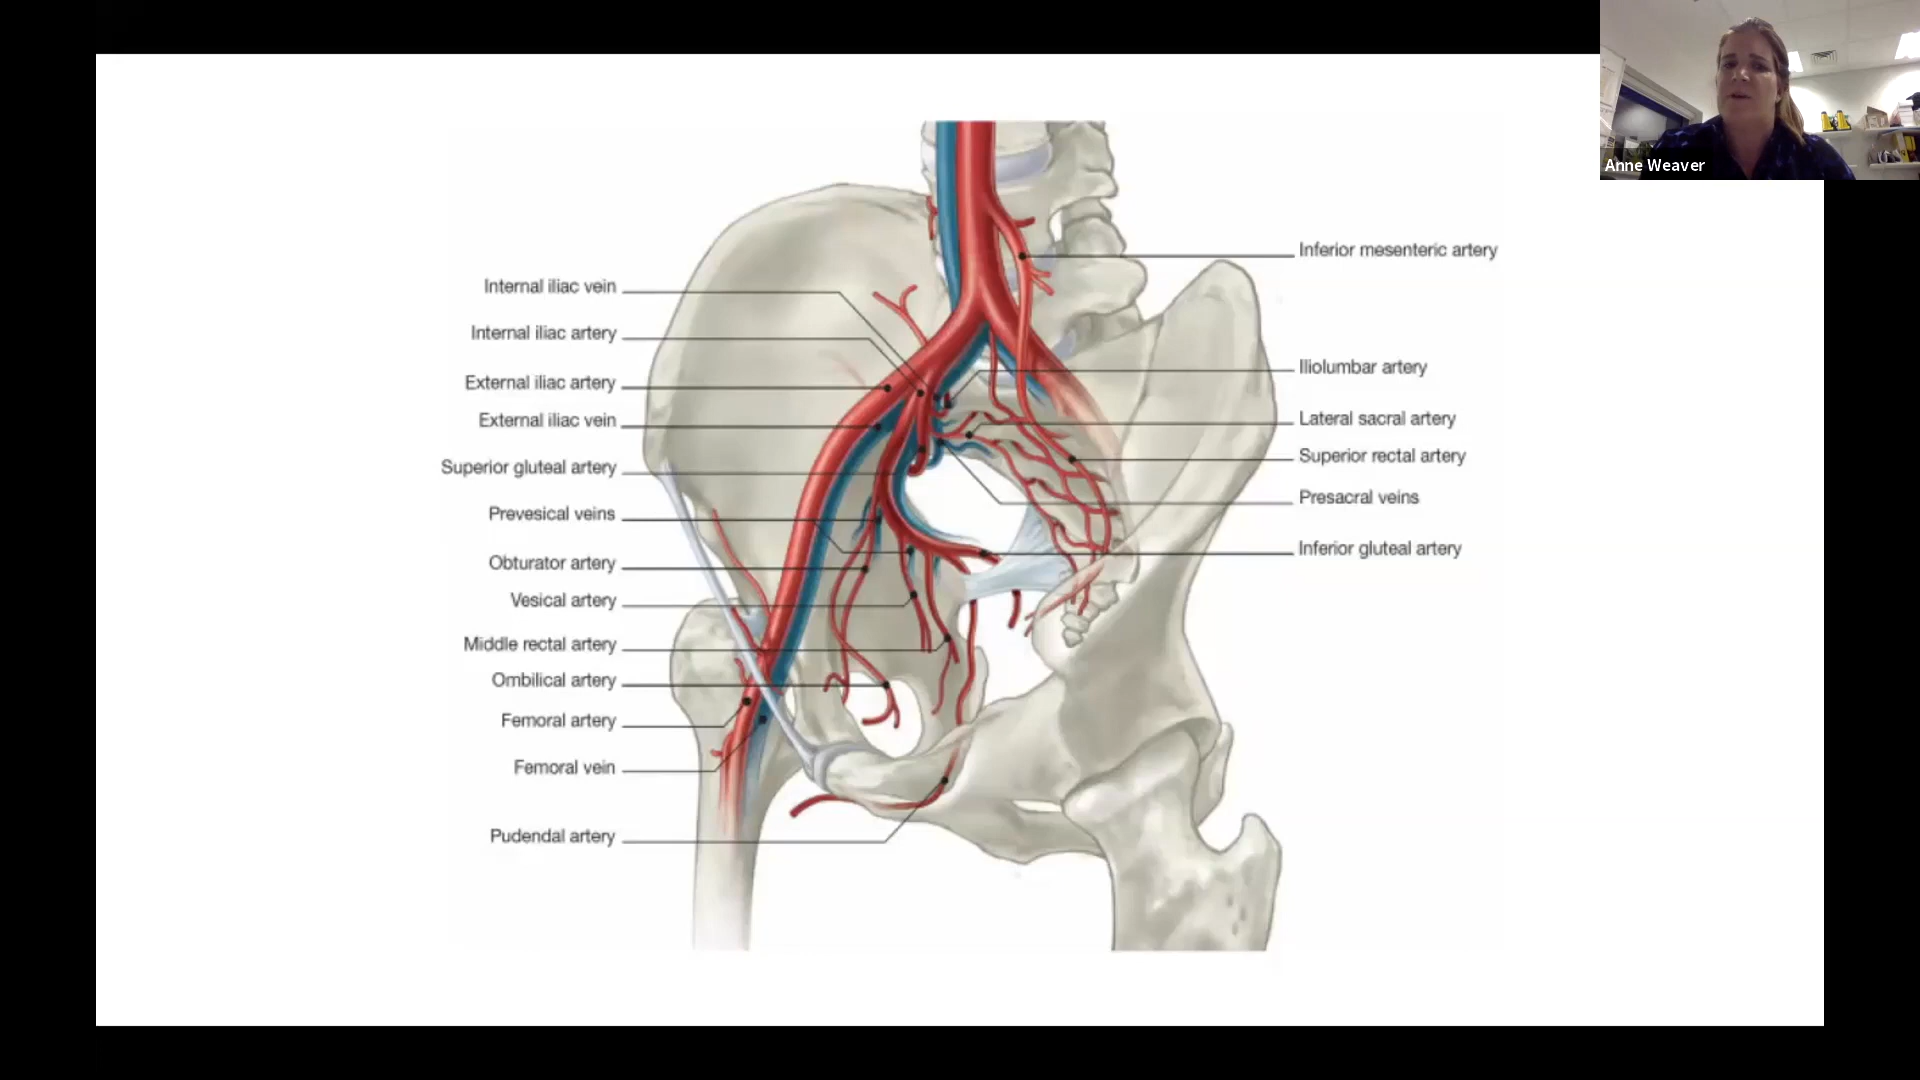 Anne Weaver
Internal iliac vein
Internal iliac artery
External iliac artery
External iliac vein
Superior gluteal artery
Prevesical veins
Obturator artery
Vesical artery
Middle rectal artery
Ombilical artery
Femoral artery
Femoral vein
Pudendal artery
Inferior mesenteric artery
Iliolumbar artery
Lateral sacral artery
Superior rectal artery
Presacral veins
Inferior gluteal artery